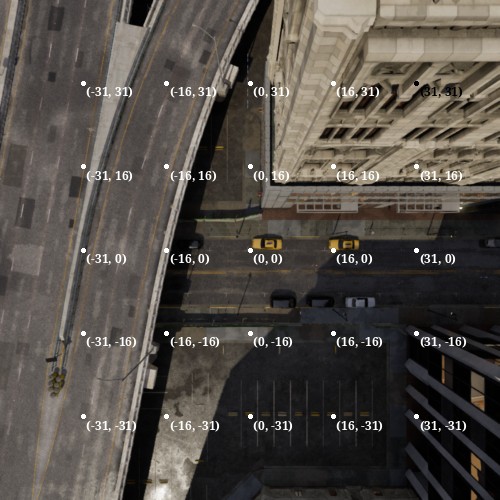 (-31, 31) (-16, 31) (0, 31) (16, 31) (31, 31)
(-31, 16) (-16, 16) (0, 16) (16, 16) (31, 16)
(-31, 0) (-16, 0) (0, 0) (16, 0) (31, 0)
(-31, -16) (-16, -16) (0, -16) (16, -16) (31, -16)
(-31, -31) (-16, -31) (0, -31) (16, -31) (31, -31)